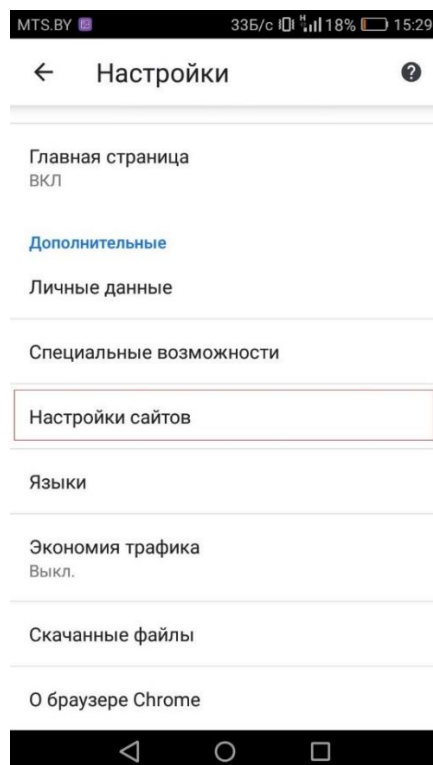 MTS.BY 33Б/с H 18% 15:29
Настройки
Главная страница
ВКЛ
Дополнительные
Личные данные
Специальные возможности
Настройки сайтов
Языки
Экономия трафика
Выкл.
Скачанные файлы
О браузере Chrome